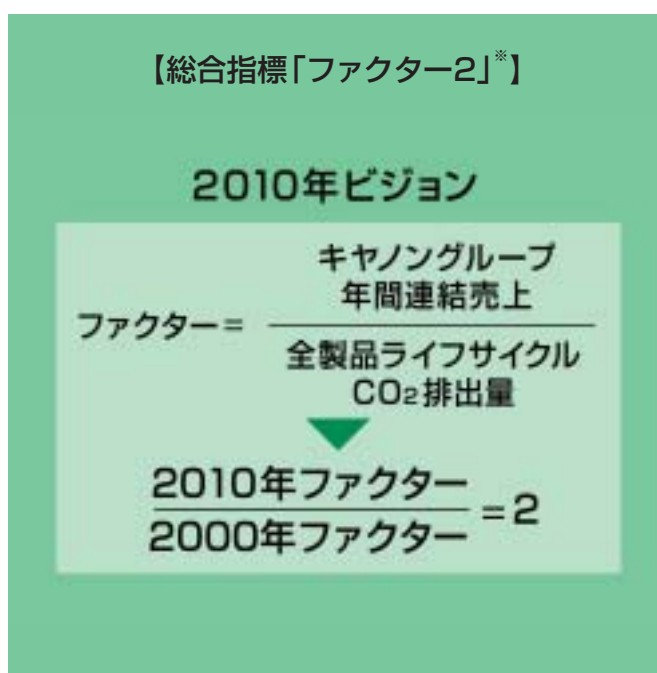 【総合指標「ファクター2」※】
2010年ビジョン
キヤノングループ
年間連結売上
ファクター＝
全製品ライフサイクル
CO2排出量
2010年ファクター
2000年ファクター
=2